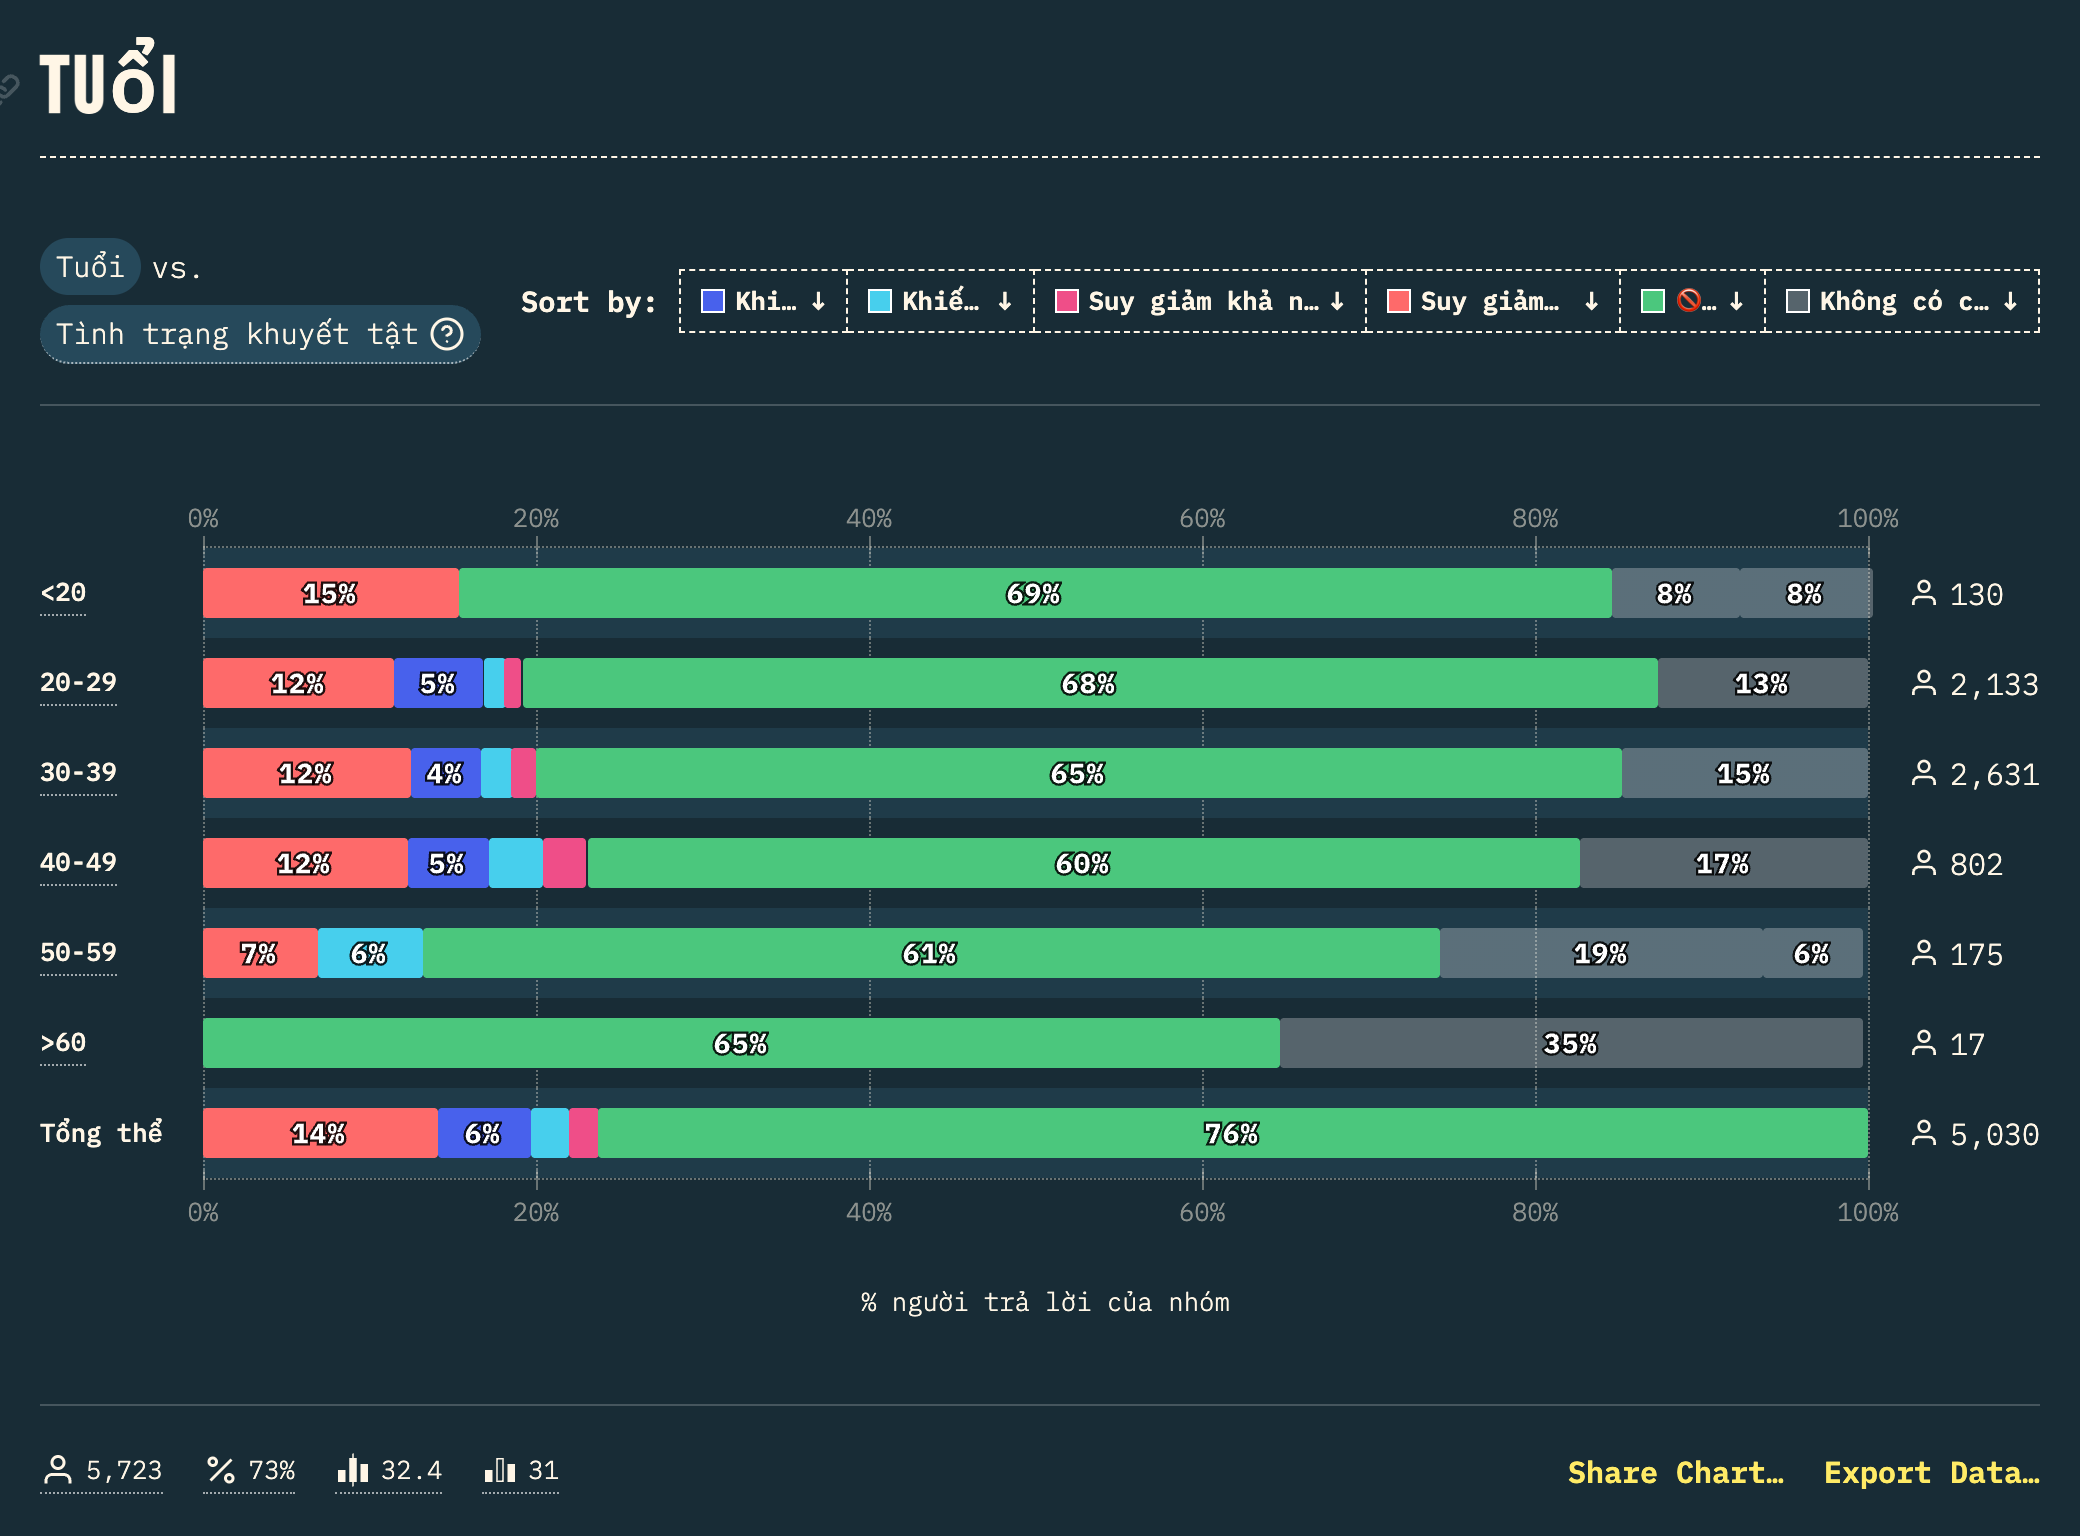 Tuổi
Tuổi vs.
Tình trạng khuyết tật
Sort by: Khi… ↓ Khiế… ↓ Suy giảm khả n… ↓ Suy giảm… ↓ 🚫… ↓ Không có c… ↓
0% 20% 40% 60% 80% 100%
<20 15% 69% 8% 8% 130
20-29 12% 5% 68% 13% 2,133
30-39 12% 4% 65% 15% 2,631
40-49 12% 5% 60% 17% 802
50-59 7% 6% 61% 19% 6% 175
>60 65% 35% 17
Tổng thể 14% 6% 76% 5,030
0% 20% 40% 60% 80% 100%
% người trả lời của nhóm
5,723 73% 32.4 31 Share Chart… Export Data…